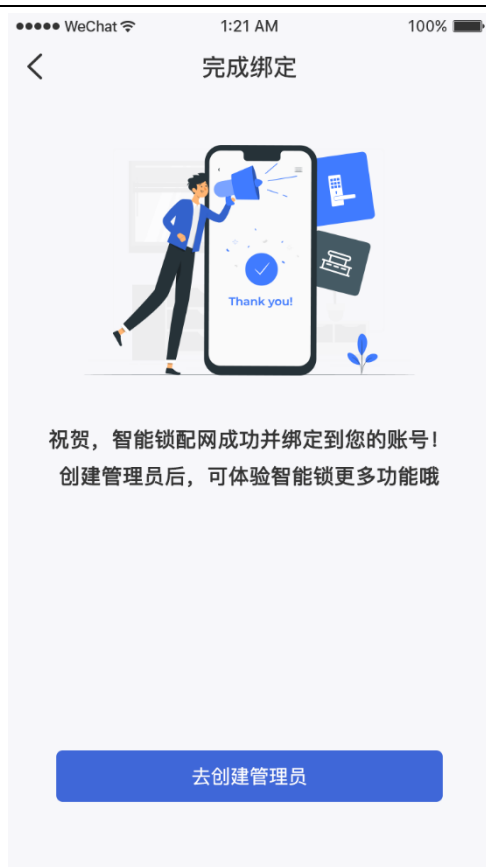 ●●●●● WeChat
1:21 AM
100%
完成绑定
Thank you!
祝贺，智能锁配网成功并绑定到您的账号！
创建管理员后，可体验智能锁更多功能哦
去创建管理员